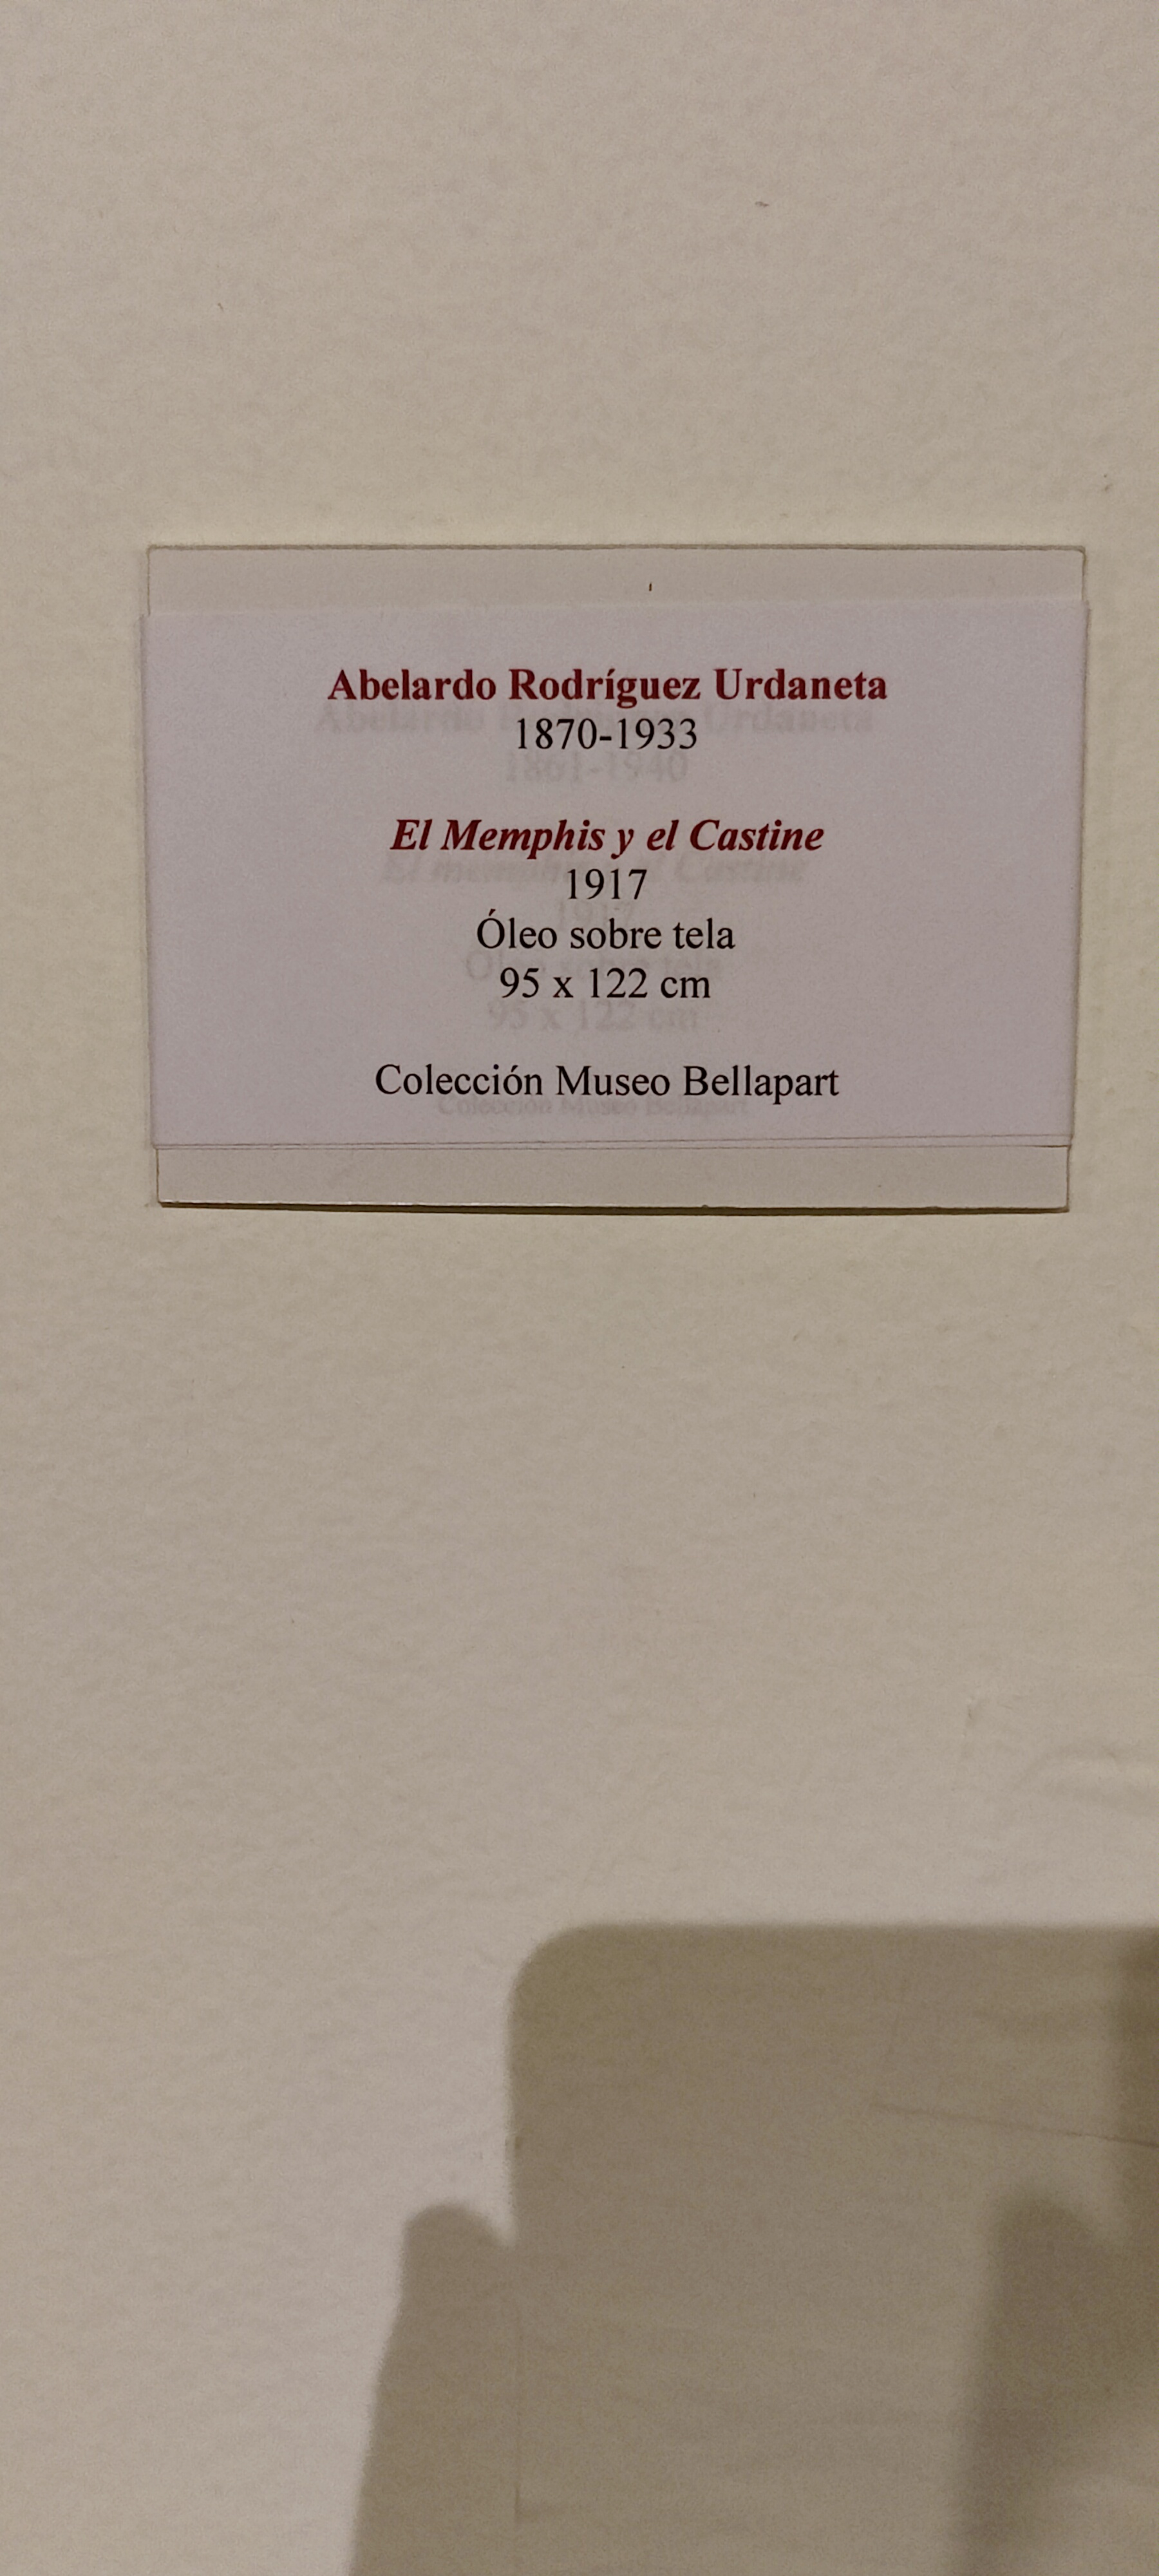 Abelardo Rodríguez Urdaneta
1870-1933
El Memphis y el Castine
1917
Óleo sobre tela
95 x 122 cm
Colección Museo Bellapart